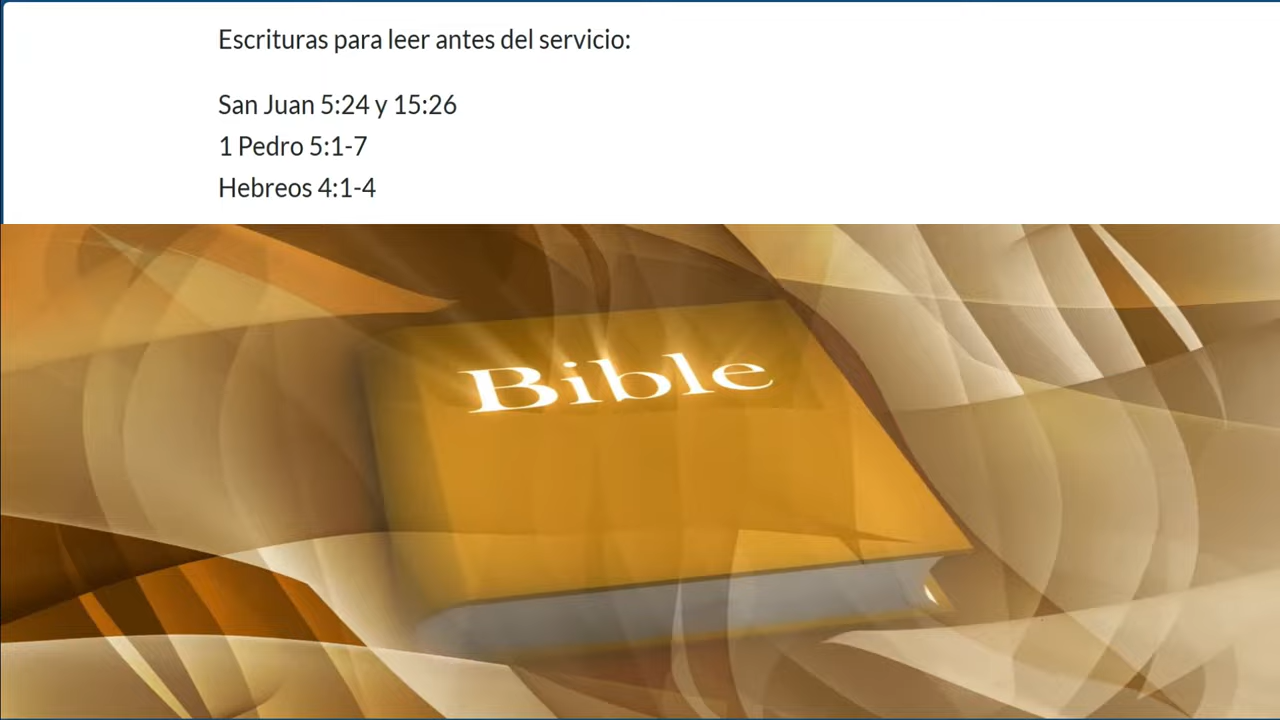 Escrituras para leer antes del servicio:
San Juan 5:24 y 15:26
1 Pedro 5:1-7
Hebreos 4:1-4
Bible